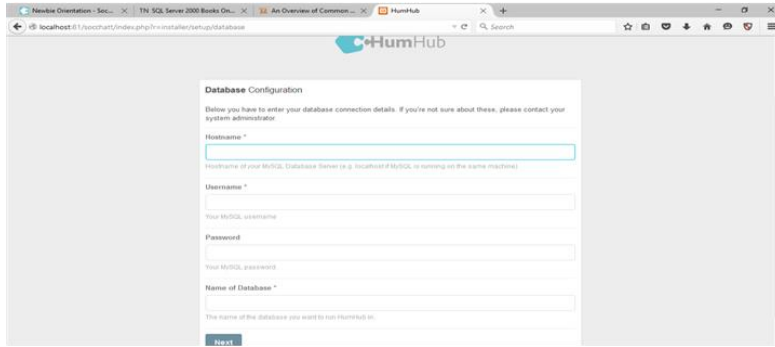 Newbie Orientation - Soc...
TN SQL Server 2000 Books On...
An Overview of Common ...
HumHub
localhost:81/socchart/index.php?r=installer/setup/database
Search
HumHub
Database Configuration
Below you have to enter your database connection details. If you're not sure about these, please contact your
system administrator.
Hostname *
Hostname of your MySQL Database Server (e.g. localhost if MySQL is running on the same machine)
Username *
Your MySQL username
Password
Your MySQL password
Name of Database *
The name of the database you want to run HumHub in.
Next